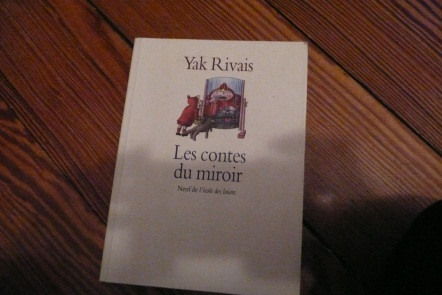 Yak Rivais
Les contes
du miroir
Neuf de l'école des loisirs